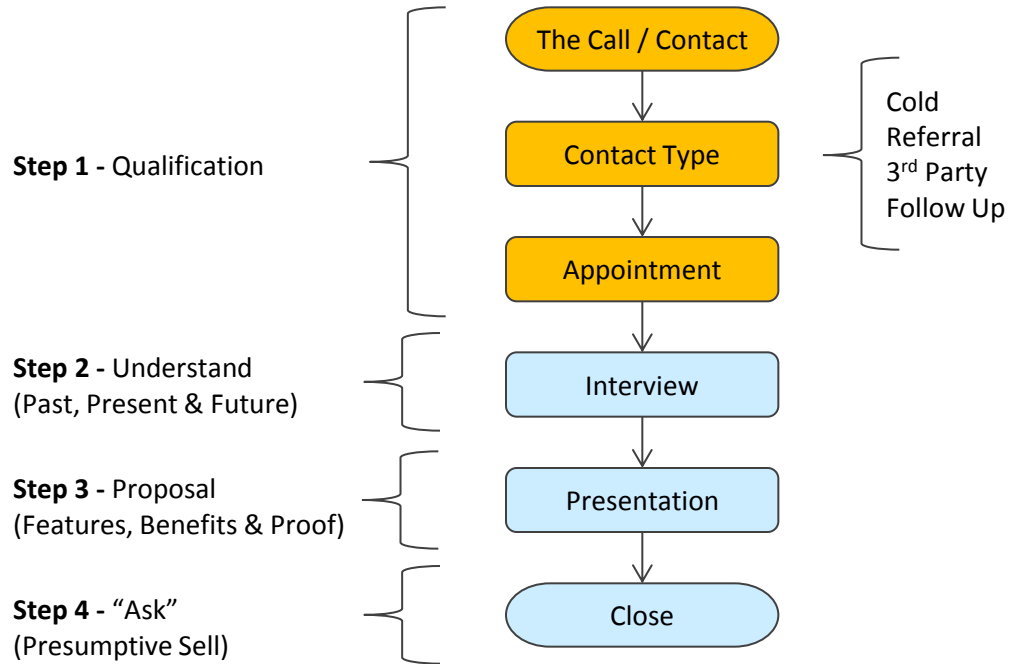 The Call / Contact
Cold
Referral
3rd Party
Follow Up
Contact Type
Step 1 - Qualification
Appointment
Step 2 - Understand
(Past, Present & Future)
Interview
Step 3 - Proposal
(Features, Benefits & Proof)
Presentation
Step 4 - “Ask”
(Presumptive Sell)
Close